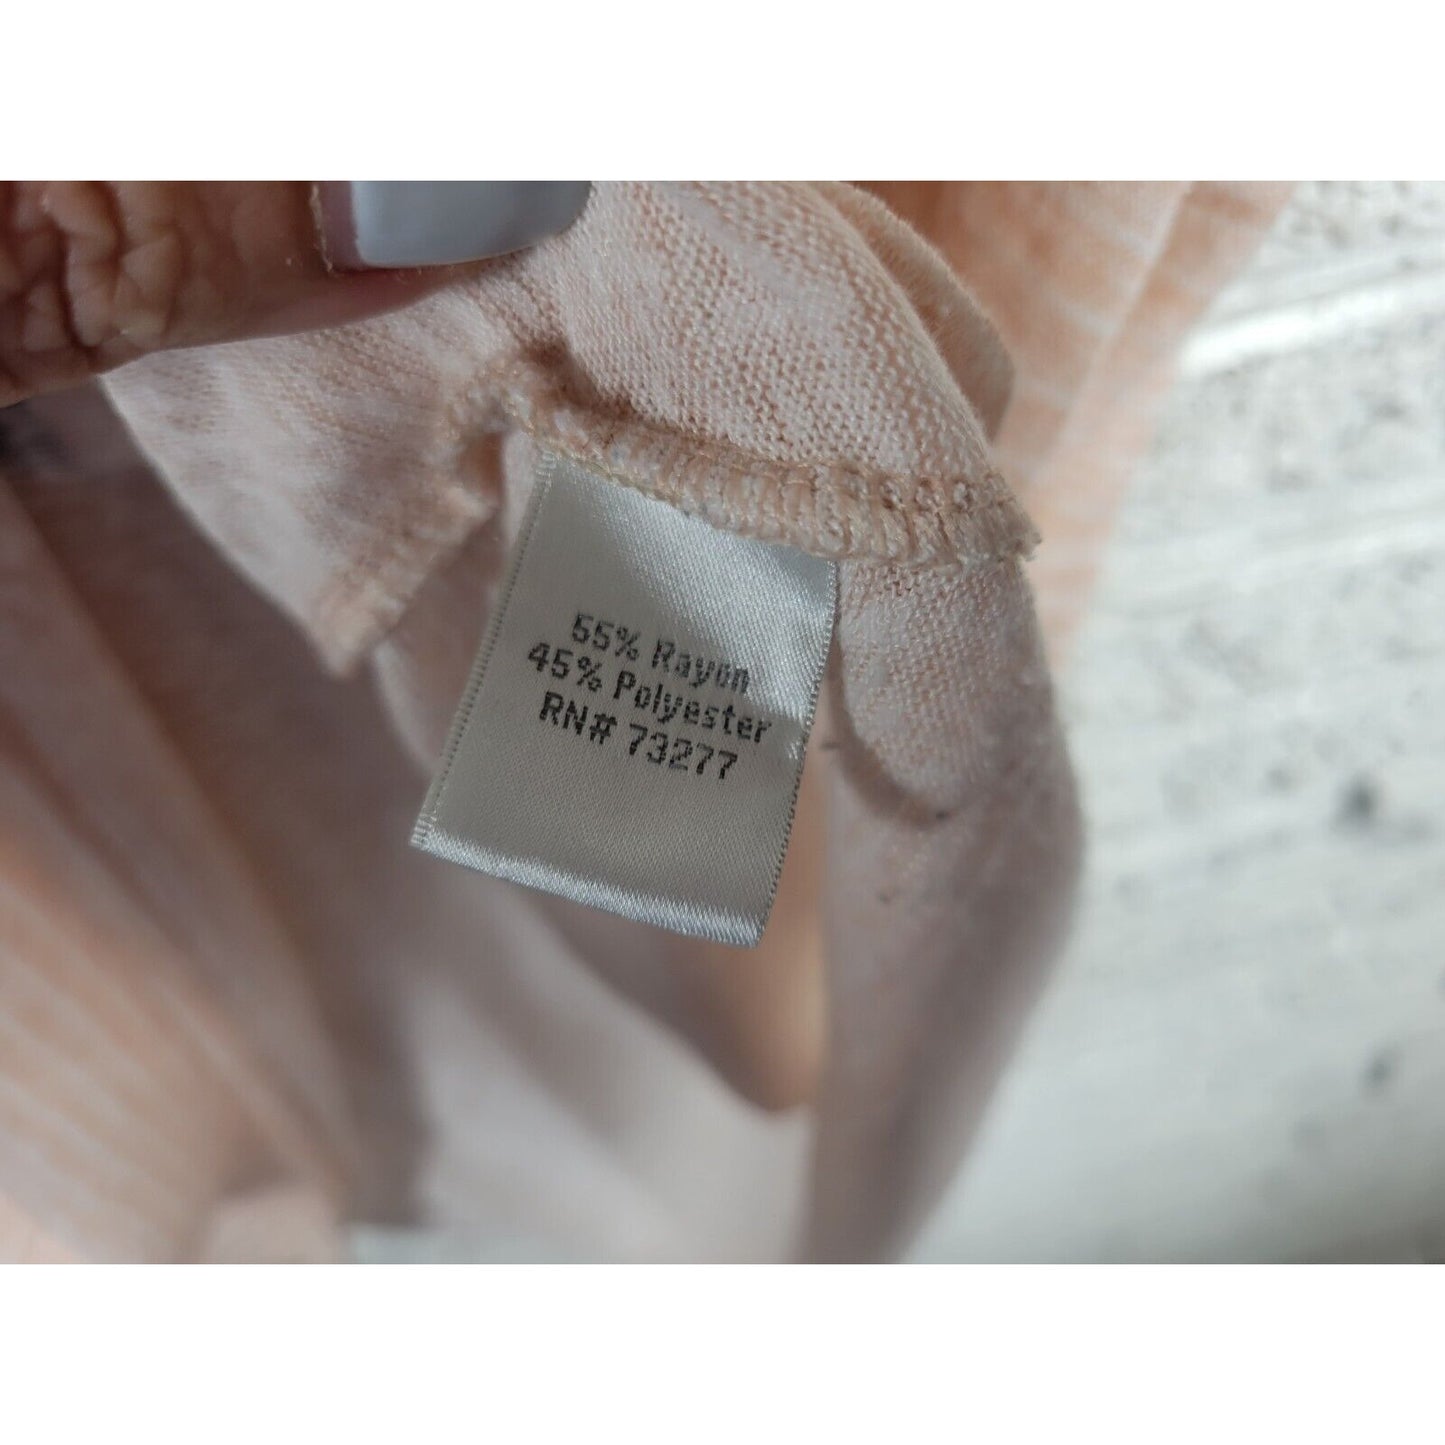 55% Rayon
45% Polyester
RN# 73277